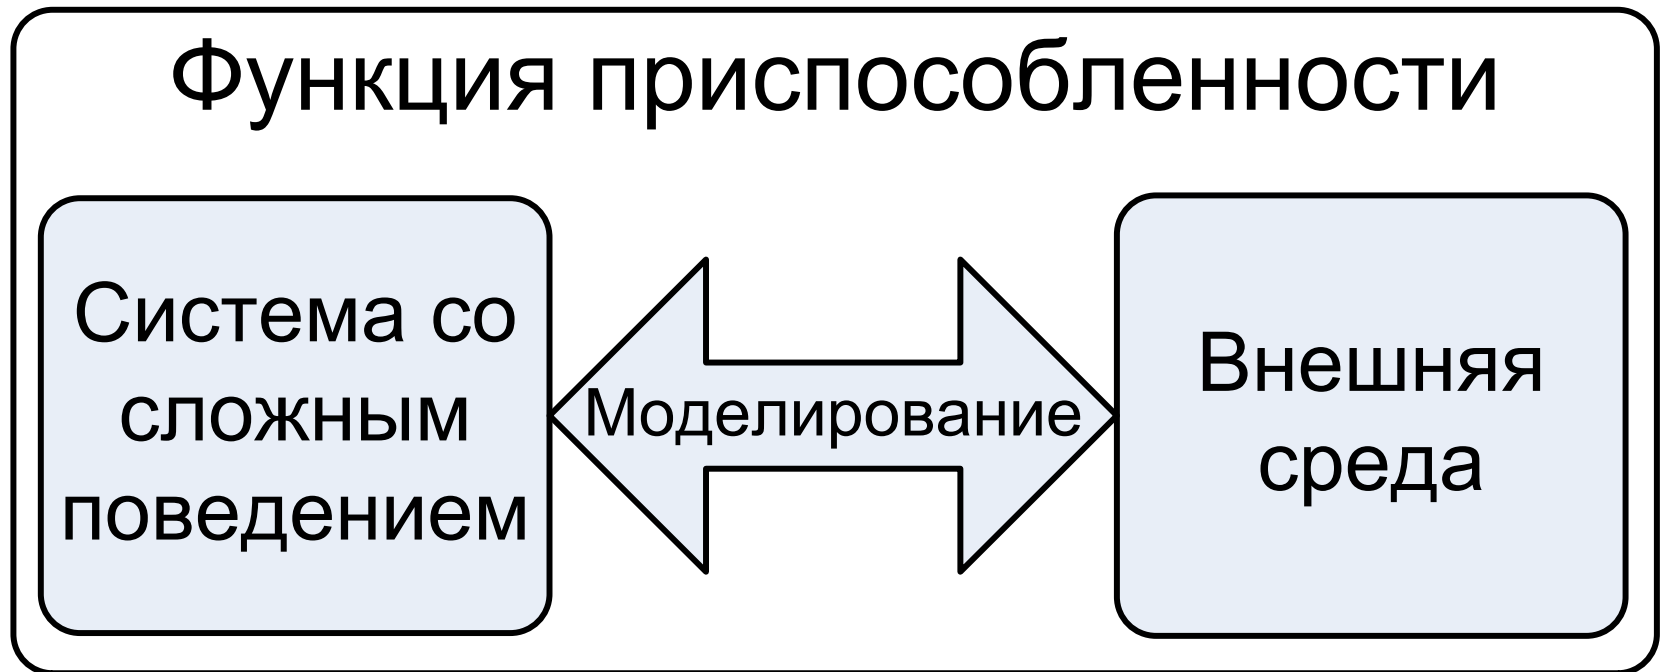 Функция приспособленности
Система со
сложным
поведением
Моделирование
Внешняя
среда